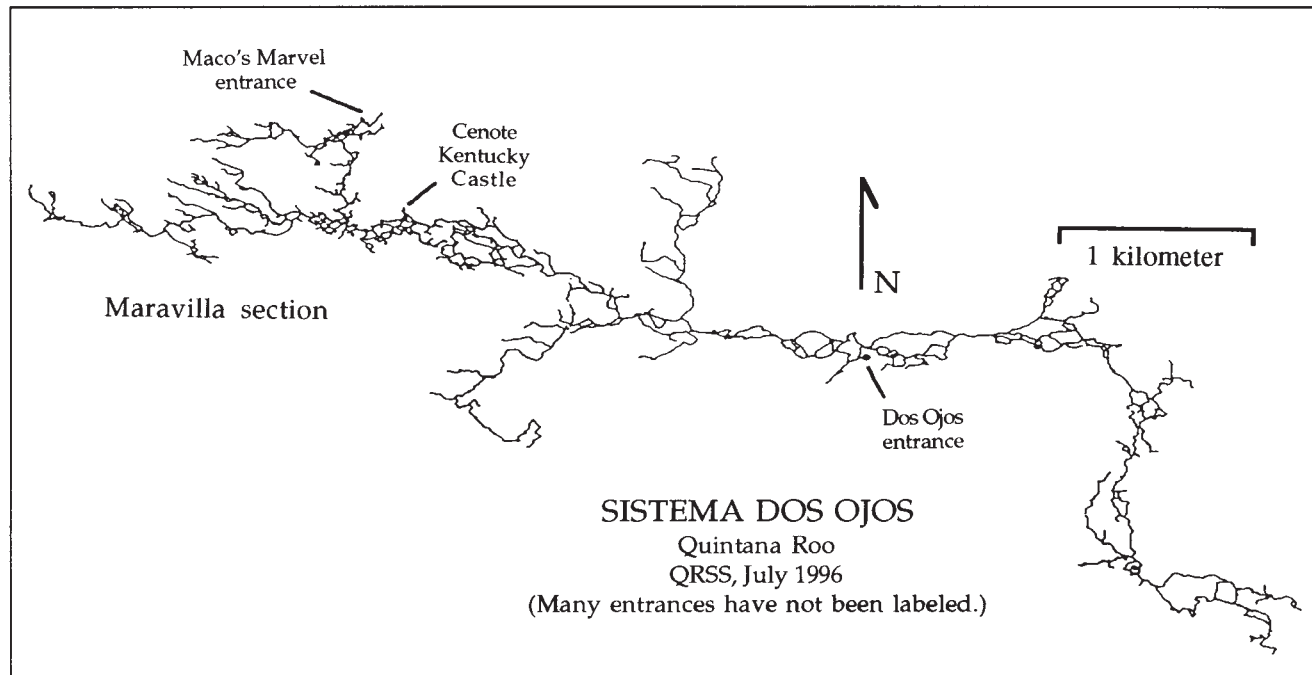 Maco's Marvel
entrance
Cenote
Kentucky
Castle
N
1 kilometer
Maravilla section
Dos Ojos
entrance
SISTEMA DOS OJOS
Quintana Roo
QRSS, July 1996
(Many entrances have not been labeled.)